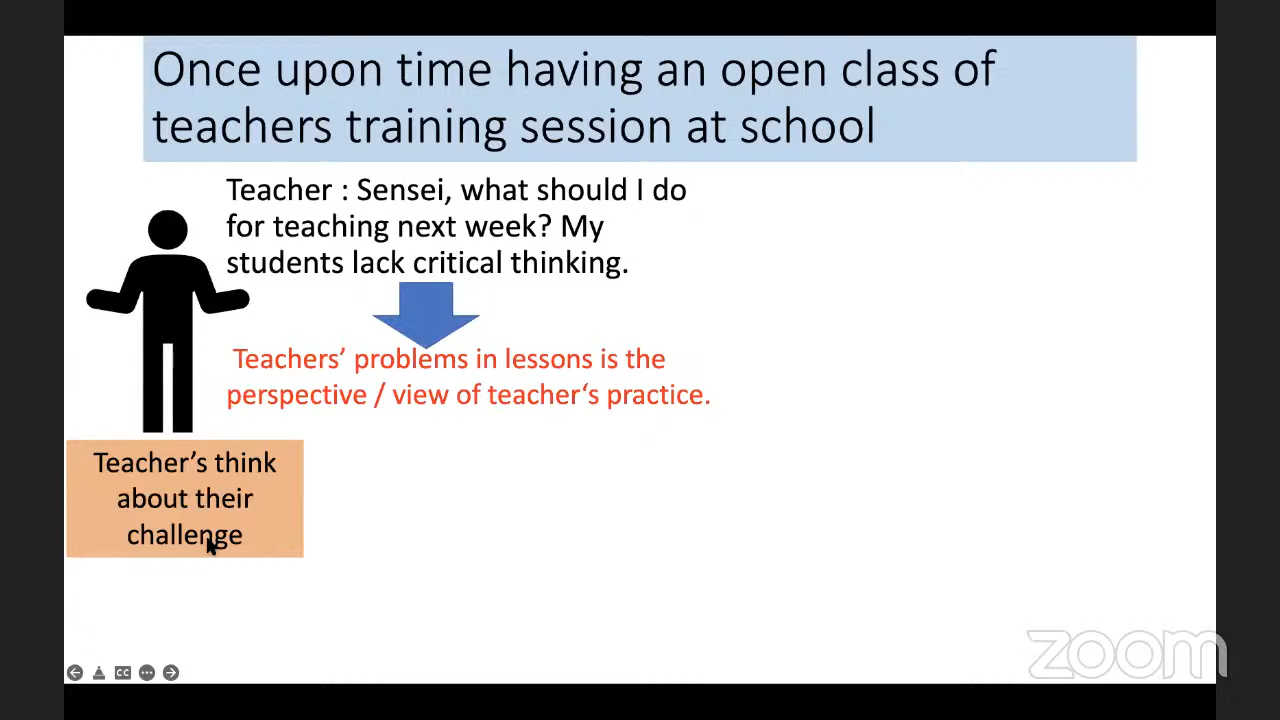 Once upon time having an open class of
teachers training session at school
Teacher : Sensei, what should I do
for teaching next week? My
students lack critical thinking.
Teachers’ problems in lessons is the
perspective / view of teacher‘s practice.
Teacher’s think
about their
challenge
CC
zoom